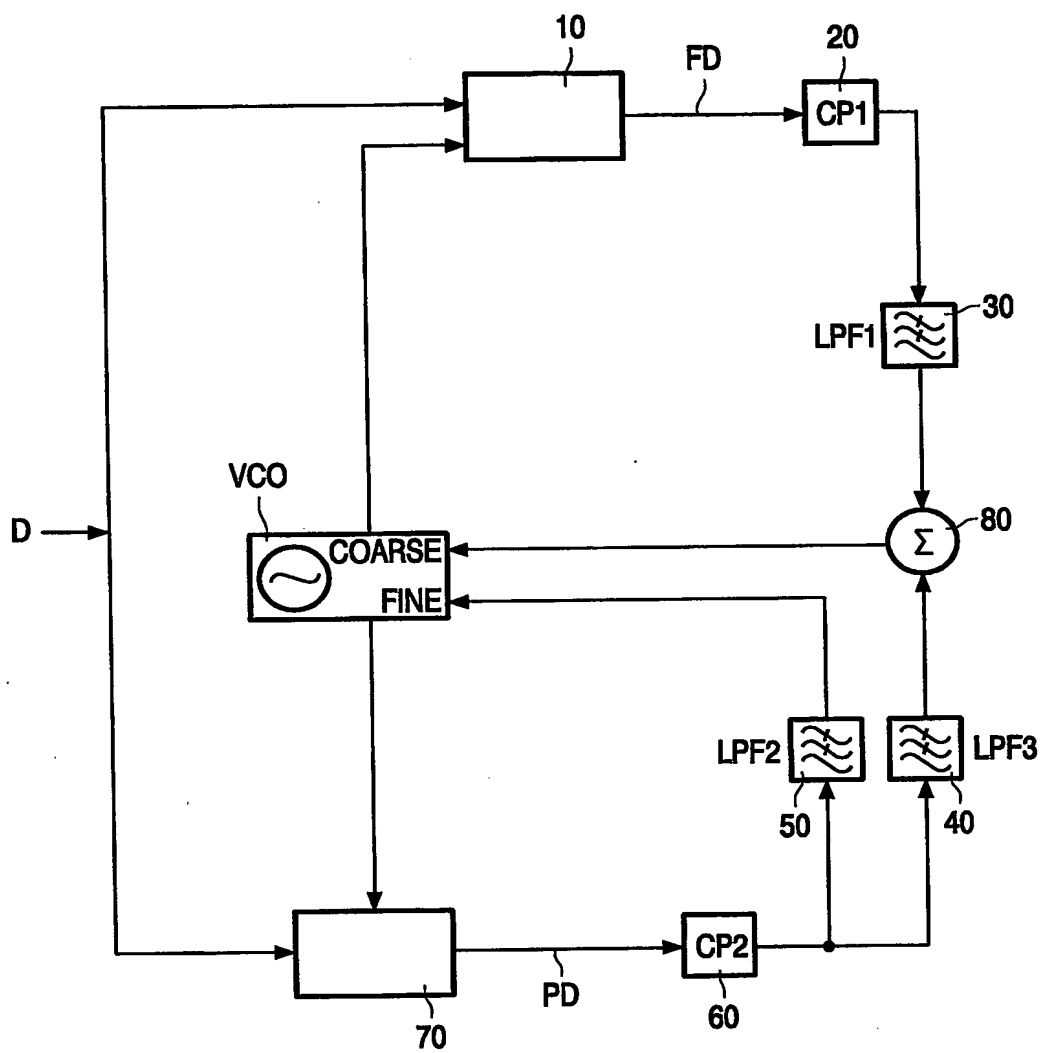 10
FD
20
CP1
30
LPF1
VCO
D
COARSE
FINE
Σ
80
LPF2
LPF3
50
40
CP2
PD
60
70